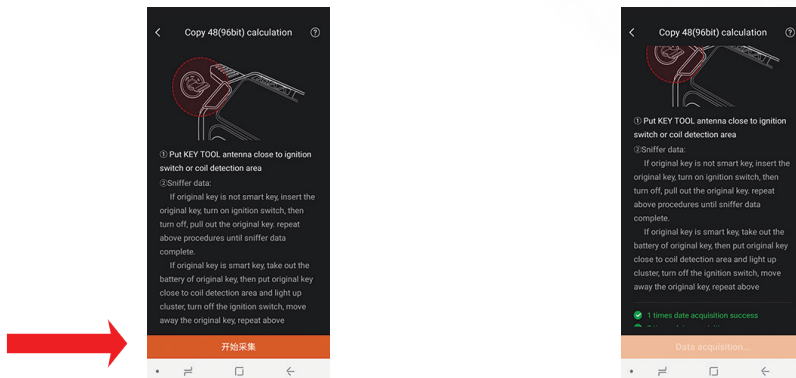 Copy 48(96bit) calculation
① Put KEY TOOL antenna close to ignition
switch or coil detection area
②Sniffer data:
If original key is not smart key, insert the
original key, turn on ignition switch, then
turn off, pull out the original key. repeat
above procedures until sniffer data
complete.
If original key is smart key, take out the
battery of original key, then put original key
close to coil detection area and light up
cluster, turn off the ignition switch, move
away the original key, repeat above
开始采集
Copy 48(96bit) calculation
① Put KEY TOOL antenna close to ignition
switch or coil detection area
②Sniffer data:
If original key is not smart key, insert the
original key, turn on ignition switch, then
turn off, pull out the original key. repeat
above procedures until sniffer data
complete.
If original key is smart key, take out the
battery of original key, then put original key
close to coil detection area and light up
cluster, turn off the ignition switch, move
away the original key, repeat above
1 times date acquisition success
Data acquisition...